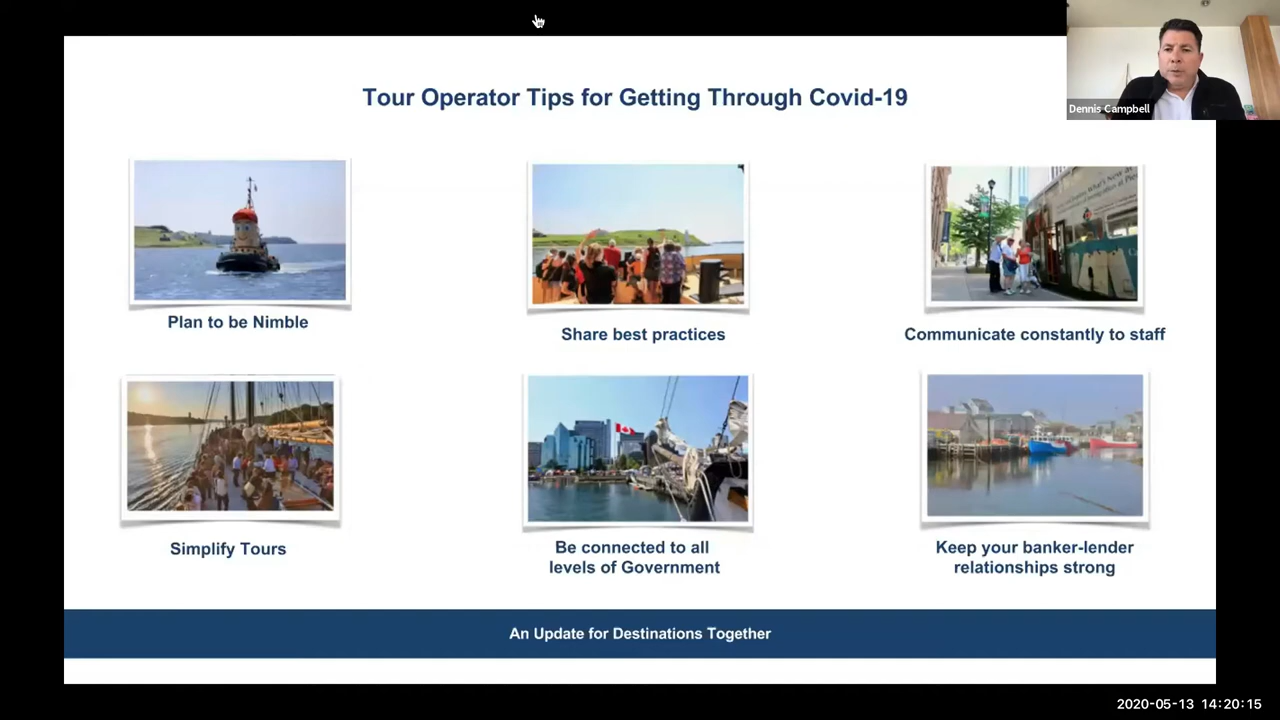 Tour Operator Tips for Getting Through Covid-19
Dennis Campbell
Plan to be Nimble
Share best practices
Communicate constantly to staff
Simplify Tours
Be connected to all
levels of Government
Keep your banker-lender
relationships strong
An Update for Destinations Together
2020-05-13 14:20:15